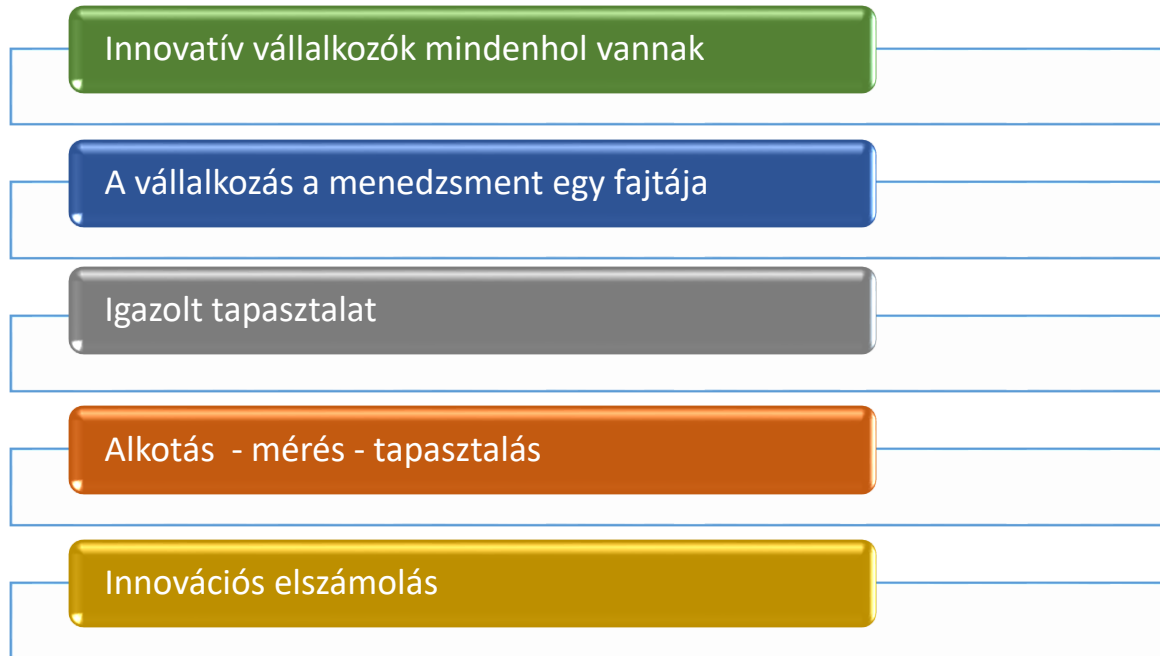 Innovatív vállalkozók mindenhol vannak
A vállalkozás a menedzsment egy fajtája
Igazolt tapasztalat
Alkotás  - mérés - tapasztalás
Innovációs elszámolás